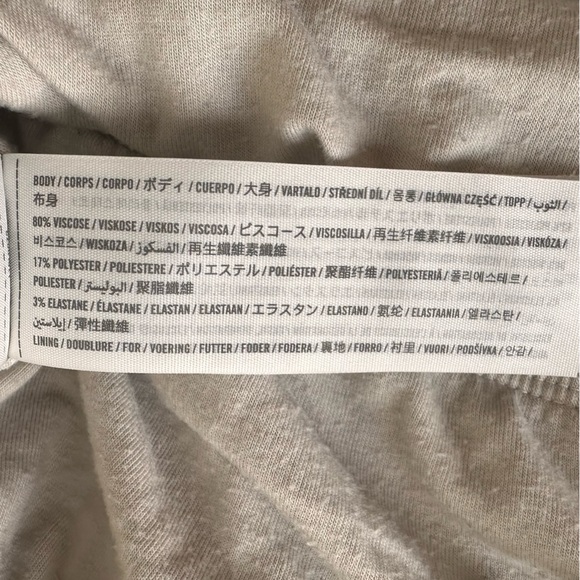 BODY / CORPS / CORPO / ボディ / CUERPO / 大身 / VARTALO / STŘEDNÍ DÍL / 몸통 / GŁÓWNA CZĘŚĆ / TOPP / الثوب /
布身
80% VISCOSE / VISKOSE / VISKOS / VISCOSA / ビスコース / VISCOSILLA / 再生纤维素纤维 / VISKOOSIA / VISKÓZA /
비스코스 / WISKOZA / الفسكوز / 再生纖維素纖維
17% POLYESTER / POLIESTERE / ポリエステル / POLIÉSTER / 聚酯纤维 / POLYESTERIÄ / 폴리에스테르 /
POLIESTER / البوليستر / 聚脂纖維
3% ELASTANE / ÉLASTANE / ELASTAN / ELASTAAN / エラスタン / ELASTANO / 氨纶 / ELASTAANIA / 엘라스탄 /
إيلاستين / 彈性纖維
LINING / DOUBLURE / FOR / VOERING / FUTTER / FODER / FODERA / 裏地 / FORRO / 衬里 / VUORI / PODŠÍVKA / 안감 /